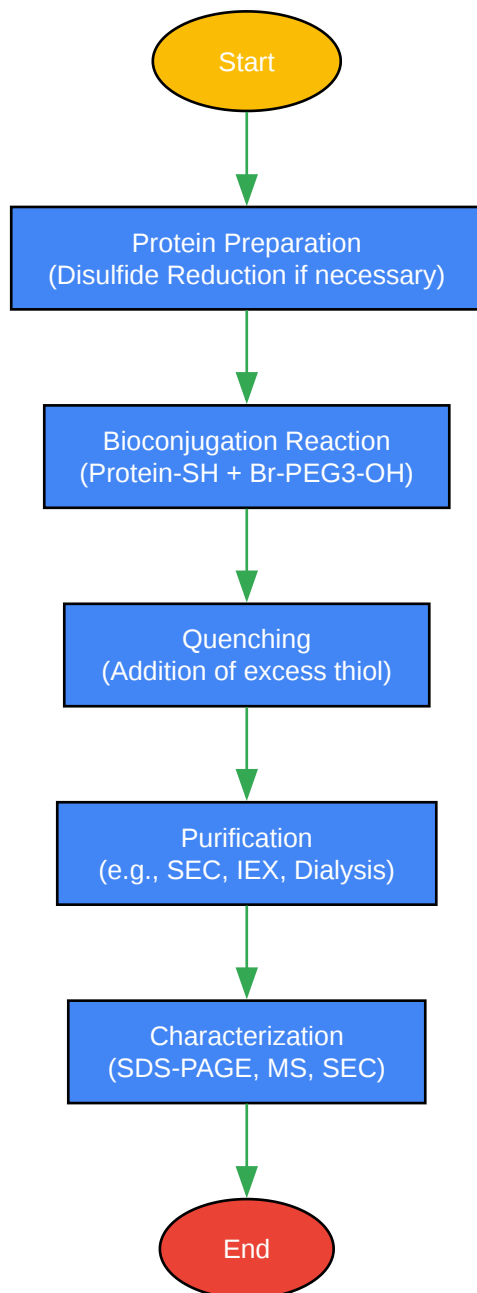 Start
Protein Preparation
(Disulfide Reduction if necessary)
Bioconjugation Reaction
(Protein-SH + Br-PEG3-OH)
Quenching
(Addition of excess thiol)
Purification
(e.g., SEC, IEX, Dialysis)
Characterization
(SDS-PAGE, MS, SEC)
End